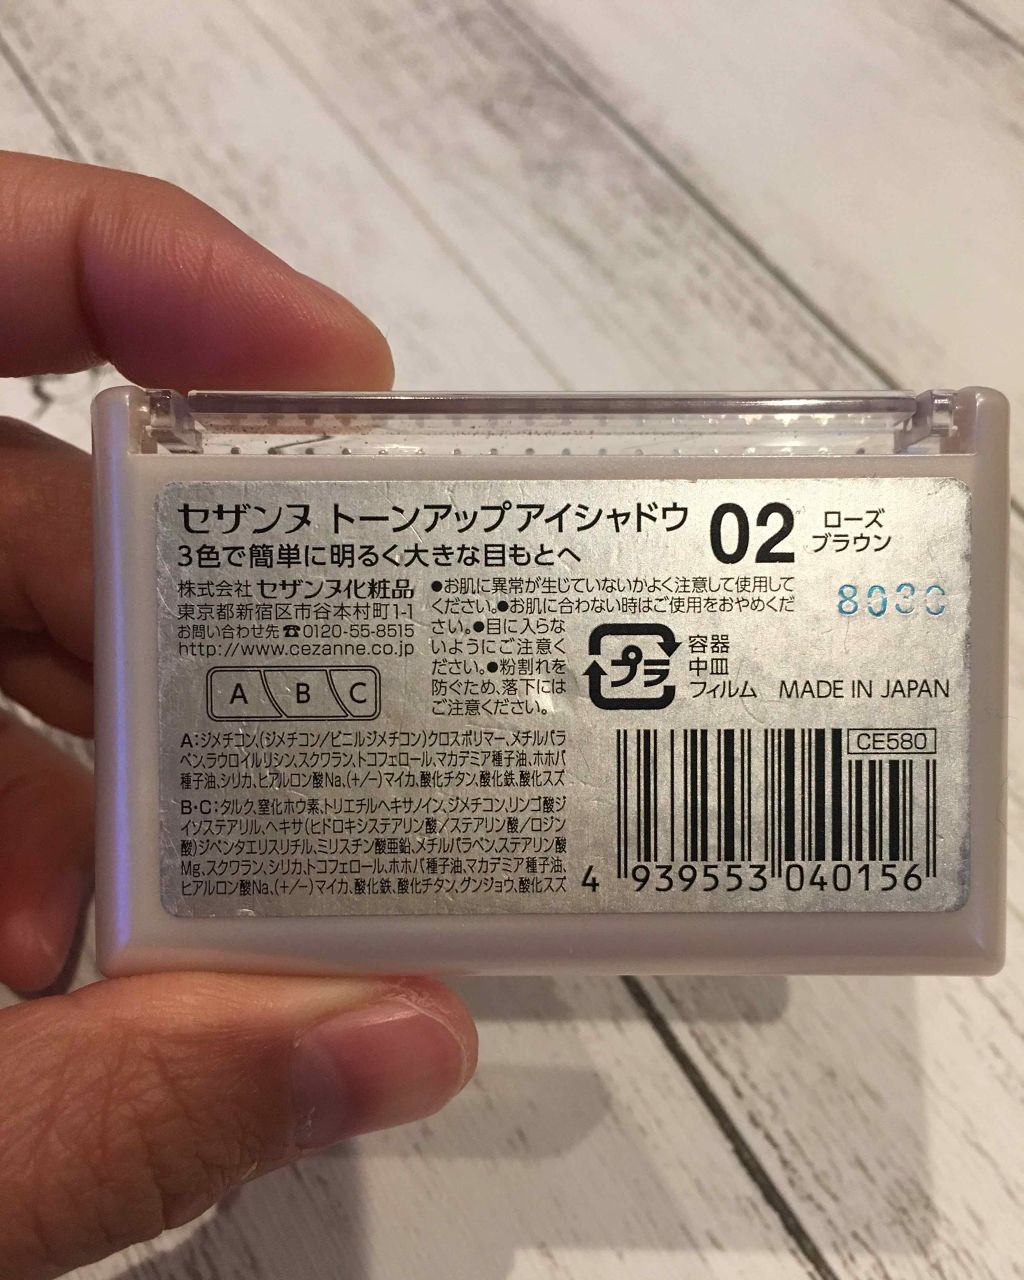 セザンヌ トーンアップアイシャドウ
3色で簡単に明るく大きな目もとへ
02
ローズ
ブラウン
株式会社 セザンヌ化粧品
東京都新宿区市谷本村町1-1
お問い合わせ先☎0120-55-8515
http://www.cezanne.co.jp
A B C
●お肌に異常が生じていないかよく注意して使用して
ください。●お肌に合わない時はご使用をおやめくだ
さい。●目に入らな
いようにご注意く
ださい。●粉割れを
防ぐため、落下には
ご注意ください。
プラ
容器
中皿
フィルム
MADE IN JAPAN
A:ジメチコン、(ジメチコン/ビニルジメチコン)クロスポリマー、メチルパラ
ベン、ラウロイルリシン、スクワラン、トコフェロール、マカデミア種子油、ホホバ
種子油、シリカ、ヒアルロン酸Na、(+/−)マイカ、酸化チタン、酸化鉄、酸化スズ
B・C:タルク、窒化ホウ素、トリエチルヘキサノイン、ジメチコン、リンゴ酸ジ
イソステアリル、ヘキサ(ヒドロキシステアリン酸/ステアリン酸/ロジン
酸)ジペンタエリスリチル、ミリスチン酸亜鉛、メチルパラベン、ステアリン酸
Mg、スクワラン、シリカ、トコフェロール、ホホバ種子油、マカデミア種子油、
ヒアルロン酸Na、(+/−)マイカ、酸化鉄、酸化チタン、グンジョウ、酸化スズ
CE580
4 939553 040156